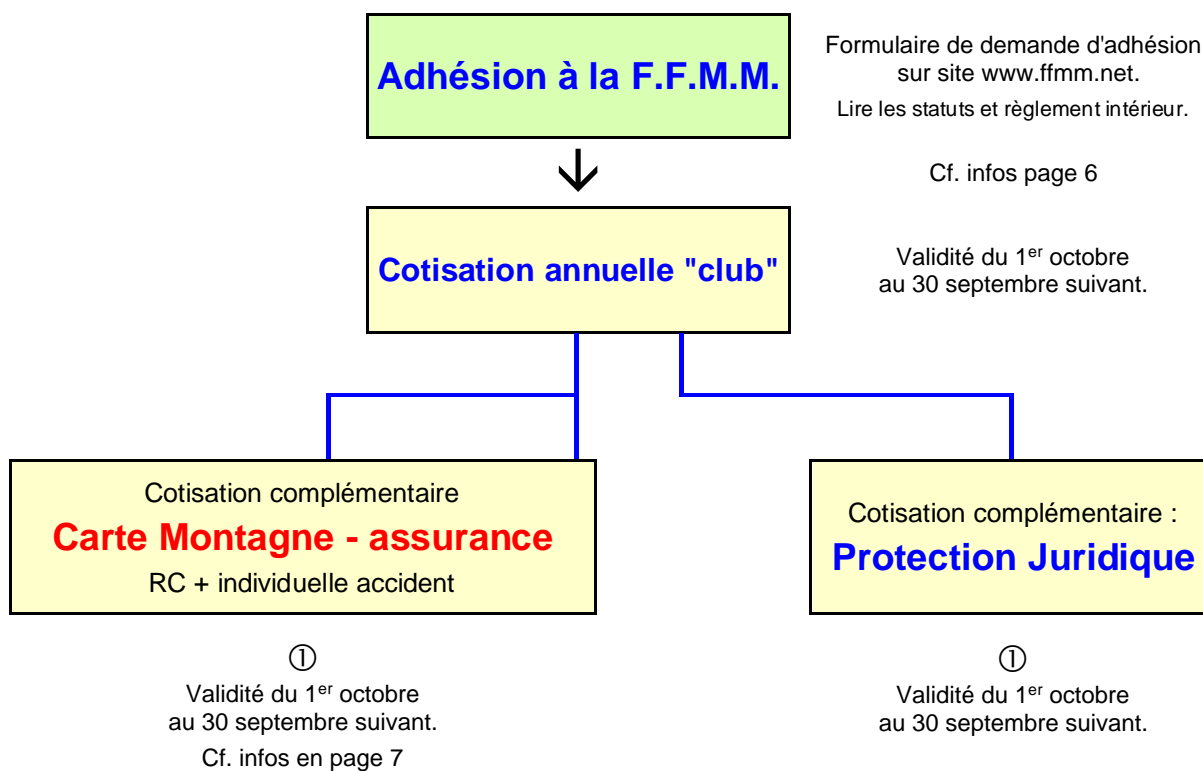 Adhésion à la F.F.M.M.
Formulaire de demande d'adhésion
sur site www.ffmm.net.
Lire les statuts et règlement intérieur.
Cf. infos page 6
Cotisation annuelle "club"
Validité du 1er octobre
au 30 septembre suivant.
Cotisation complémentaire
Carte Montagne - assurance
RC + individuelle accident
Cotisation complémentaire :
Protection Juridique
①
Validité du 1er octobre
au 30 septembre suivant.
Cf. infos en page 7
①
Validité du 1er octobre
au 30 septembre suivant.